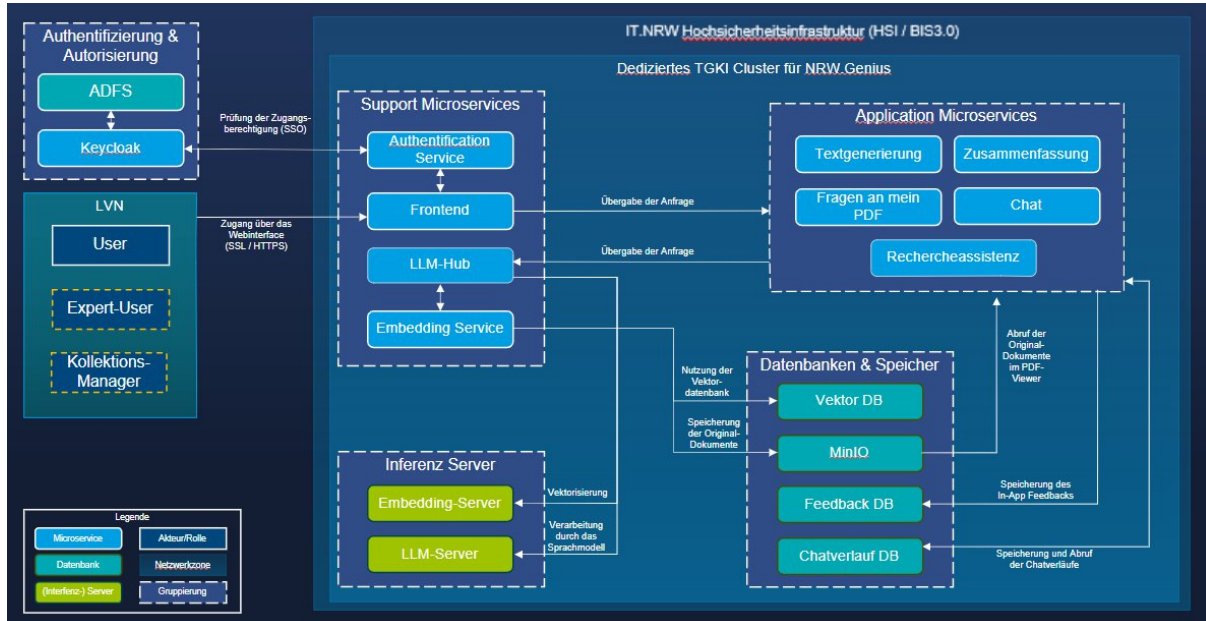 Authentifizierung &
Autorisierung
ADFS
Keycloak
LVN
User
Expert-User
Kollektions-
Manager
Legende
Microservice
Akteur/Rolle
Datenbank
Netzwerkzone
(Interfenz-) Server
Gruppierung
Prüfung der Zugangs-
berechtigung (SSO)
Zugang über das
Webinterface
(SSL / HTTPS)
IT.NRW Hochsicherheitsinfrastruktur (HSI / BIS3.0)
Dediziertes TGKI Cluster für NRW.Genius
Support Microservices
Authentification
Service
Frontend
LLM-Hub
Embedding Service
Übergabe der Anfrage
Übergabe der Anfrage
Application Microservices
Textgenerierung
Zusammenfassung
Fragen an mein
PDF
Chat
Rechercheassistenz
Nutzung der
Vektor-
datenbank
Speicherung
der Original-
Dokumente
Abruf der
Original-
Dokumente
im PDF-
Viewer
Datenbanken & Speicher
Vektor DB
MinIO
Feedback DB
Chatverlauf DB
Speicherung des
In-App Feedbacks
Speicherung und Abruf
der Chatverläufe
Inferenz Server
Embedding-Server
LLM-Server
Vektorisierung
Verarbeitung
durch das
Sprachmodell